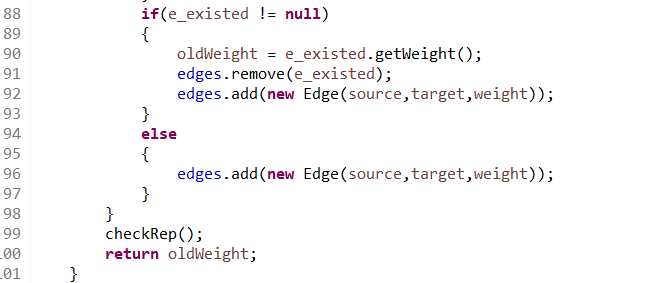 88 if(e_existed != null)
89 {
90 oldWeight = e_existed.getWeight();
91 edges.remove(e_existed);
92 edges.add(new Edge(source,target,weight));
93 }
94 else
95 {
96 edges.add(new Edge(source,target,weight));
97 }
98 }
99 checkRep();
100 return oldWeight;
101 }